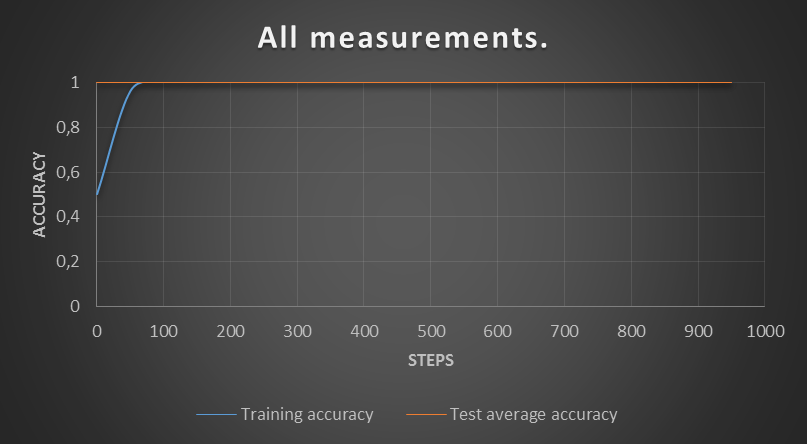 All measurements.
1
0,8
0,6
0,4
0,2
0
ACCURACY
0 100 200 300 400 500 600 700 800 900 1000
STEPS
Training accuracy Test average accuracy